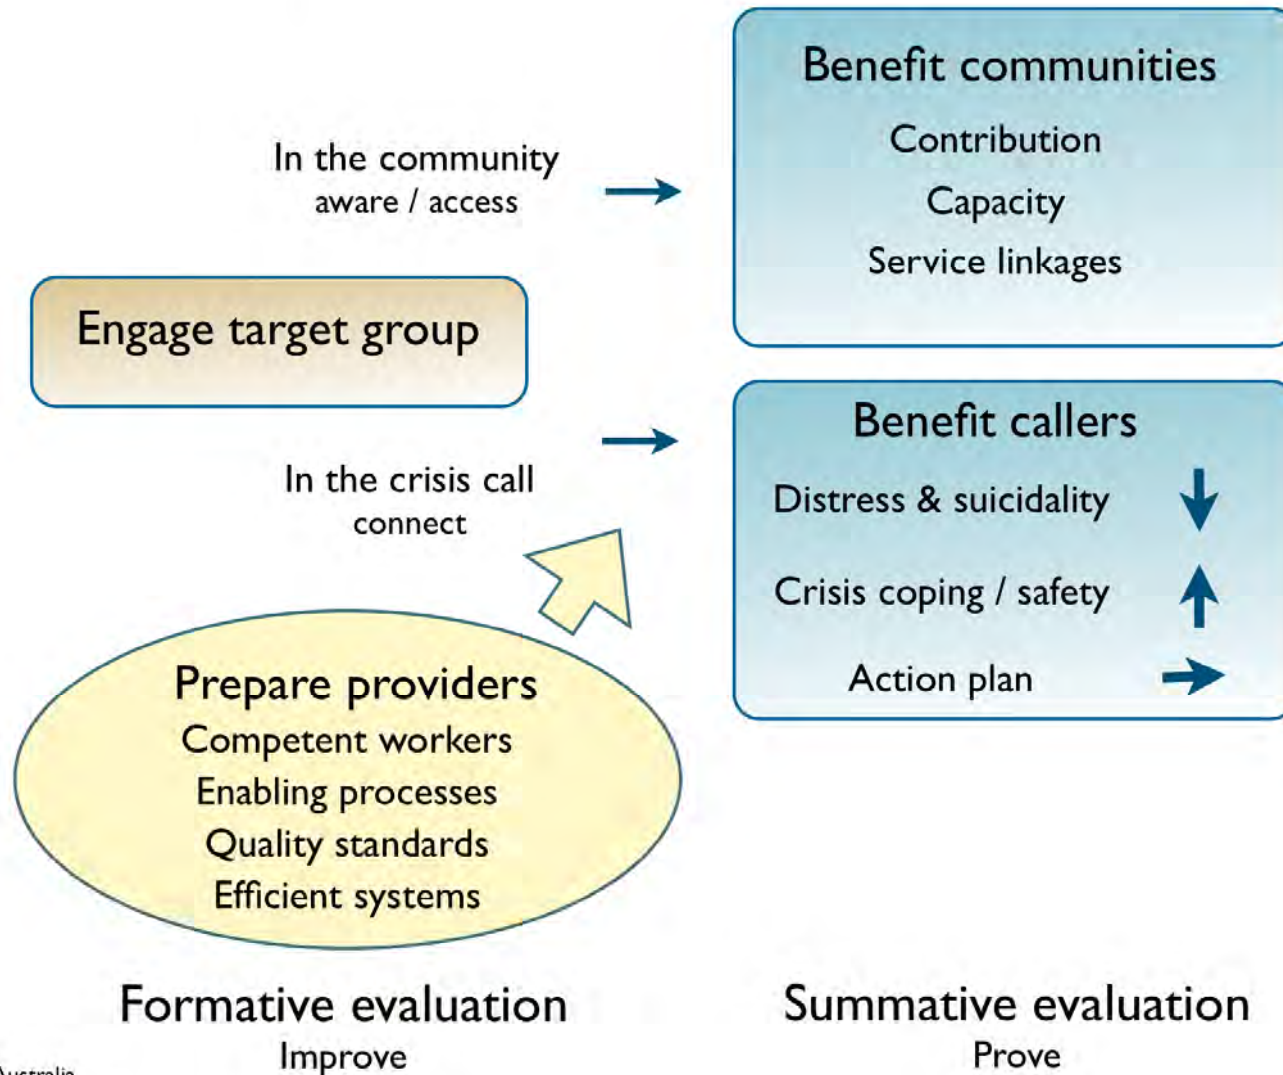 In the community
aware / access
Engage target group
In the crisis call
connect
Prepare providers
Competent workers
Enabling processes
Quality standards
Efficient systems
Formative evaluation
Improve
Australia
Benefit communities
Contribution
Capacity
Service linkages
Benefit callers
Distress & suicidality
Crisis coping / safety
Action plan
Summative evaluation
Prove